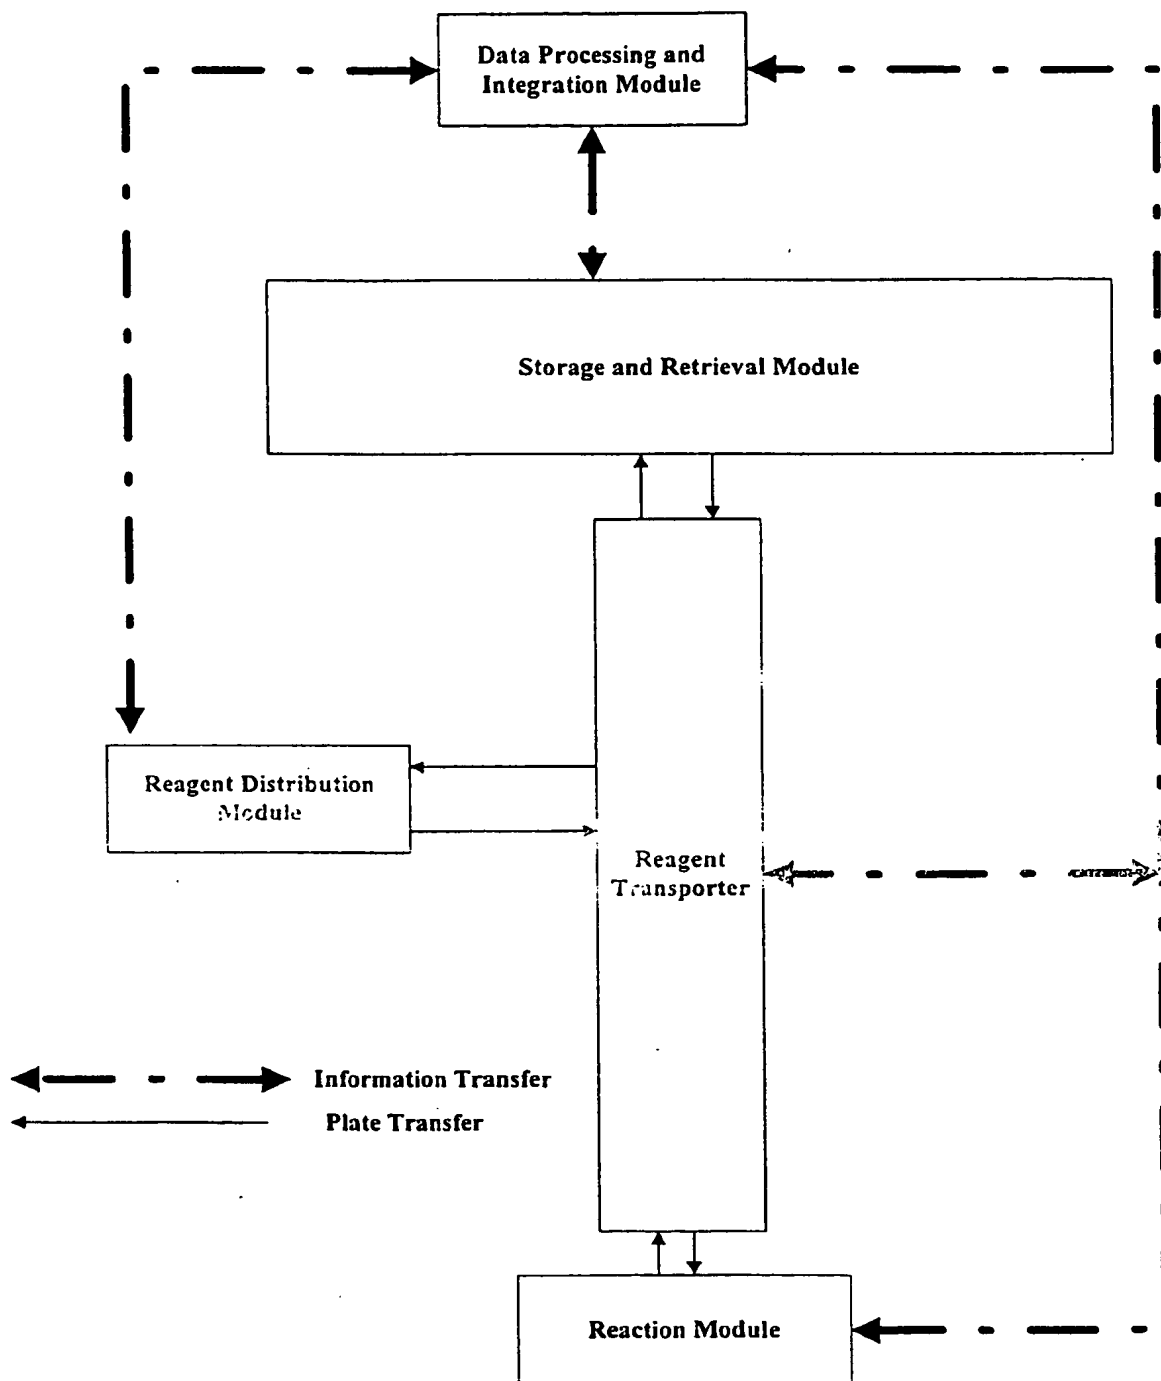 Data Processing and
Integration Module
Storage and Retrieval Module
Reagent Distribution
Module
Reagent
Transporter
Information Transfer
Plate Transfer
Reaction Module